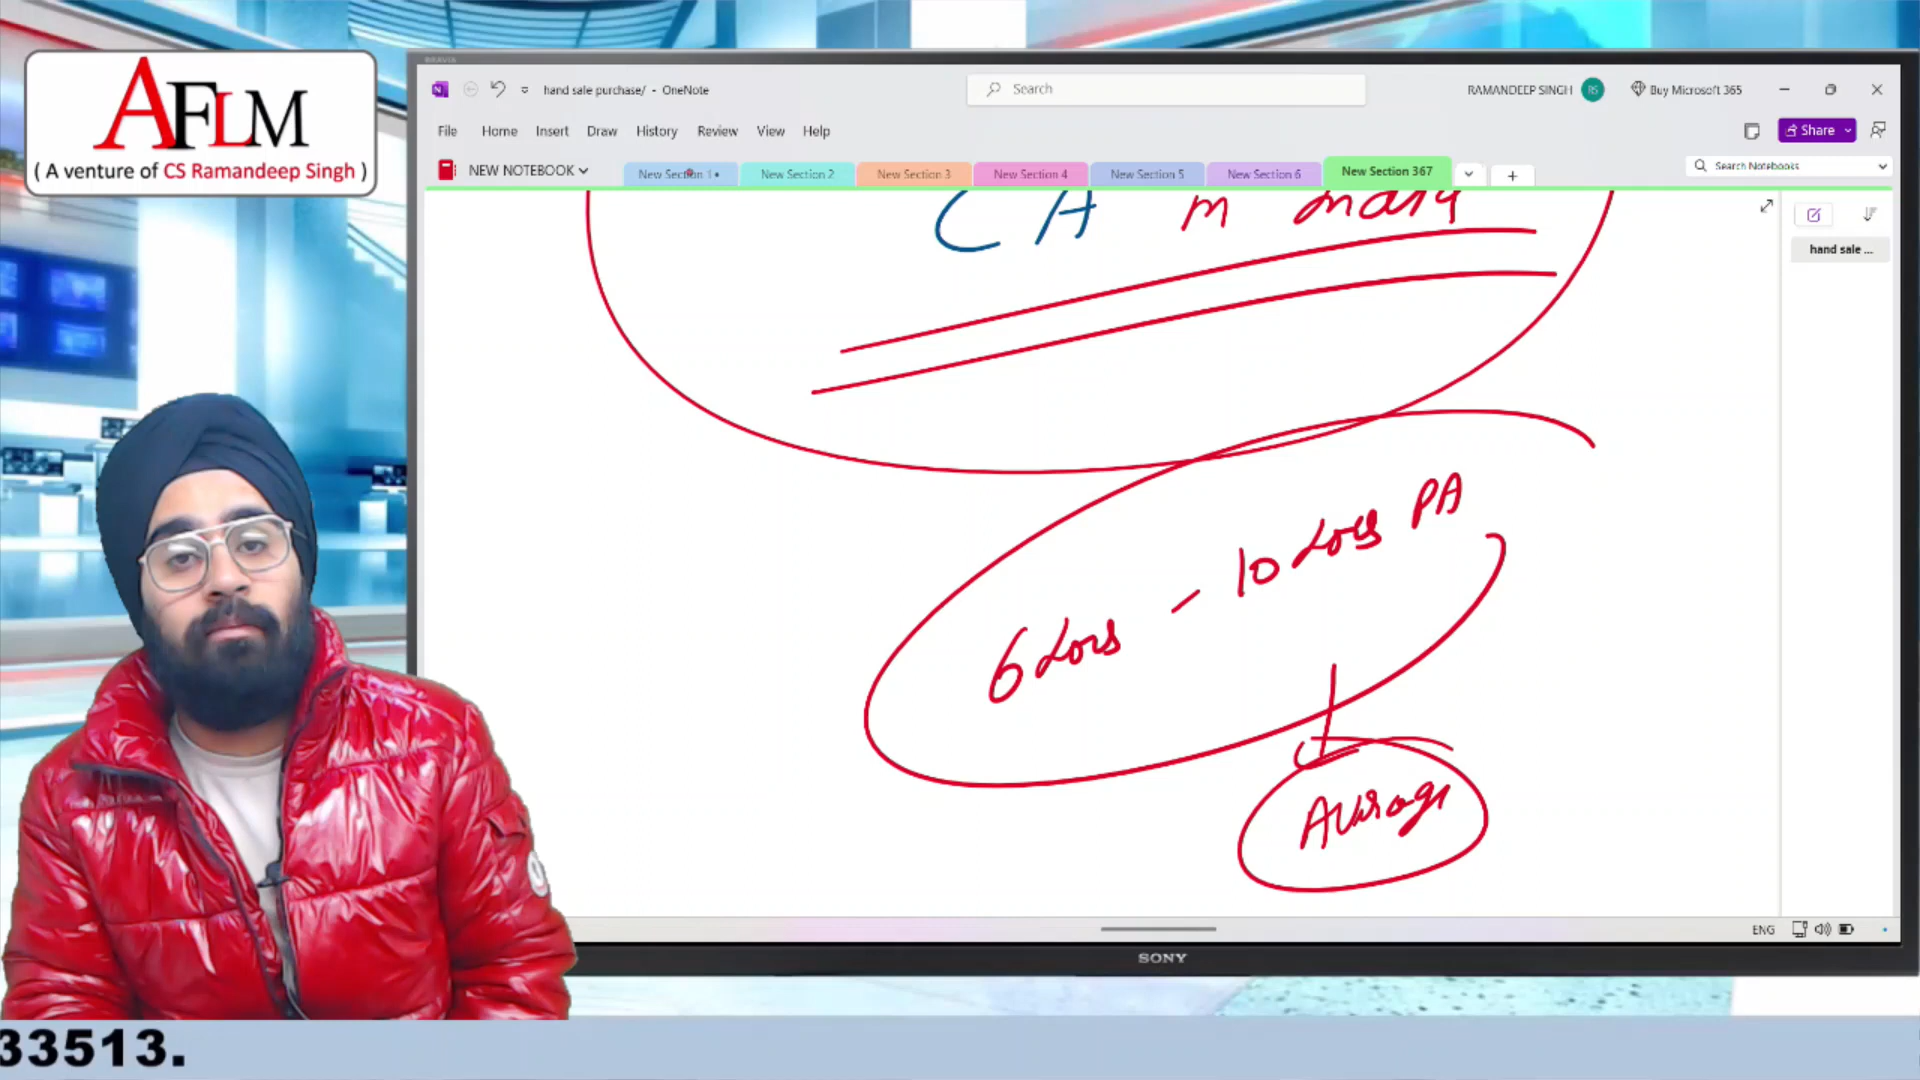 AFLM
( A venture of CS Ramandeep Singh )
BRAVIA
hand sale purchase/ - OneNote
Search
RAMANDEEP SINGH
RS
Buy Microsoft 365
File Home Insert Draw History Review View Help
Share
NEW NOTEBOOK
New Section 1
New Section 2
New Section 3
New Section 4
New Section 5
New Section 6
New Section 367
Search Notebooks
hand sale ...
CA m
6 - 10 PA
Average
ENG
SONY
33513.